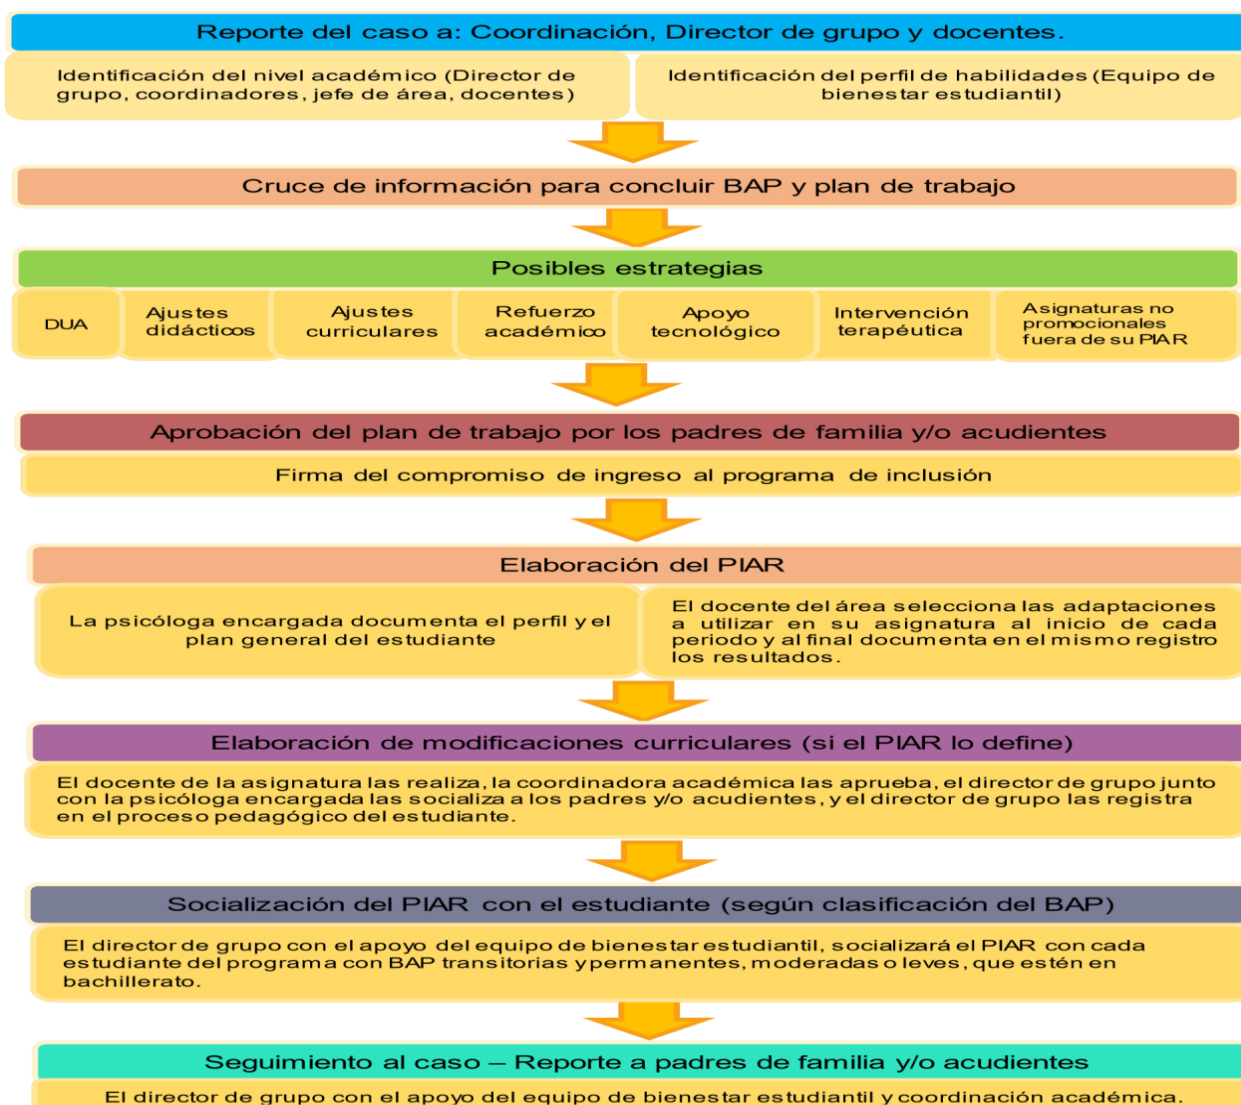 Reporte del caso a: Coordinación, Director de grupo y docentes.
Identificación del nivel académico (Director de
grupo, coordinadores, jefe de área, docentes)
Identificación del perfil de habilidades (Equipo de
bienestar estudiantil)
Cruce de información para concluir BAP y plan de trabajo
Posibles estrategias
DUA
Ajustes
didácticos
Ajustes
curriculares
Refuerzo
académico
Apoyo
tecnológico
Intervención
terapéutica
Asignaturas no
promocionales
fuera de su PIAR
Aprobación del plan de trabajo por los padres de familia y/o acudientes
Firma del compromiso de ingreso al programa de inclusión
Elaboración del PIAR
La psicóloga encargada documenta el perfil y el
plan general del estudiante
El docente del área selecciona las adaptaciones
a utilizar en su asignatura al inicio de cada
periodo y al final documenta en el mismo registro
los resultados.
Elaboración de modificaciones curriculares (si el PIAR lo define)
El docente de la asignatura las realiza, la coordinadora académica las aprueba, el director de grupo junto
con la psicóloga encargada las socializa a los padres y/o acudientes, y el director de grupo las registra
en el proceso pedagógico del estudiante.
Socialización del PIAR con el estudiante (según clasificación del BAP)
El director de grupo con el apoyo del equipo de bienestar estudiantil, socializará el PIAR con cada
estudiante del programa con BAP transitorias y permanentes, moderadas o leves, que estén en
bachillerato.
Seguimiento al caso – Reporte a padres de familia y/o acudientes
El director de grupo con el apoyo del equipo de bienestar estudiantil y coordinación académica.